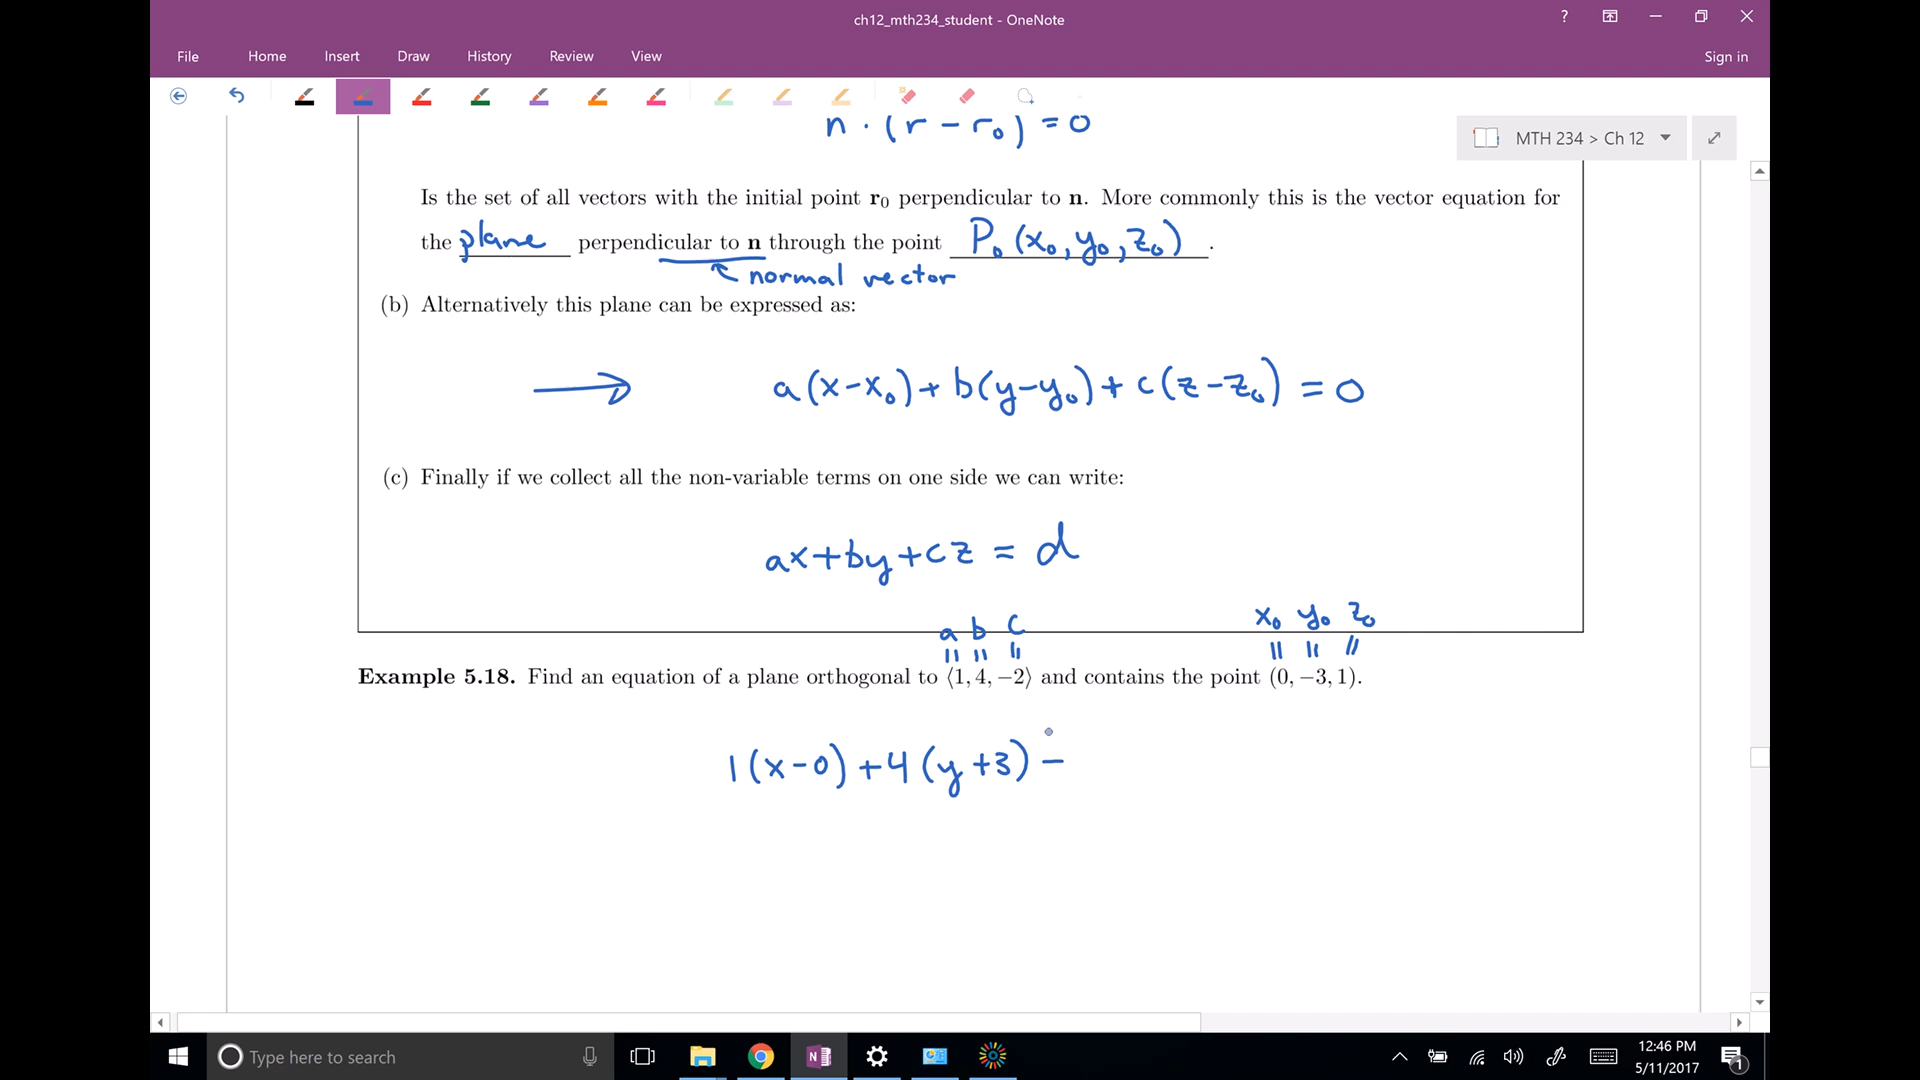 ch12_mth234_student - OneNote
File Home Insert Draw History Review View Sign in
n · (r − r₀) = 0
MTH 234 > Ch 12
Is the set of all vectors with the initial point r₀ perpendicular to n. More commonly this is the vector equation for
the plane perpendicular to n through the point P₀(x₀, y₀, z₀).
normal vector
(b) Alternatively this plane can be expressed as:
→ a(x−x₀)+b(y−y₀)+c(z−z₀) = 0
(c) Finally if we collect all the non-variable terms on one side we can write:
ax+by+cz = d
a b c x₀ y₀ z₀
= = = = = =
Example 5.18. Find an equation of a plane orthogonal to ⟨1, 4, −2⟩ and contains the point (0, −3, 1).
1(x−0)+4(y+3) −
Type here to search
12:46 PM
5/11/2017
1